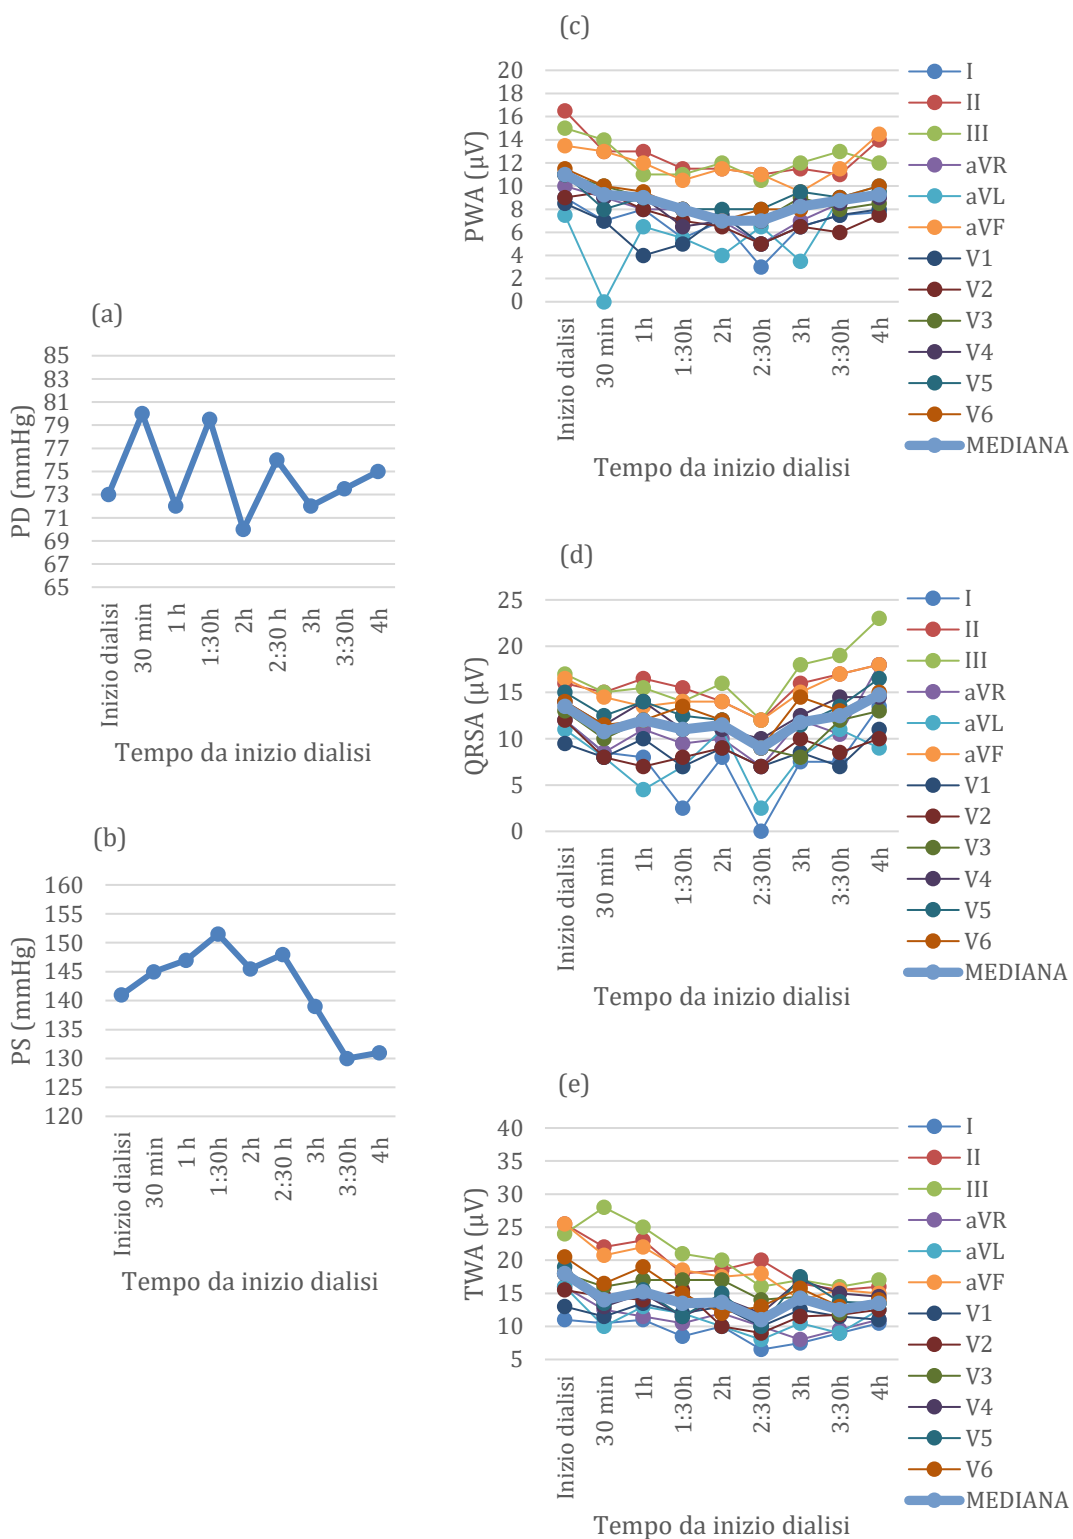 (a)
PD (mmHg)
85
83
81
79
77
75
73
71
69
67
65
Inizio dialisi
30 min
1 h
1:30h
2h
2:30 h
3h
3:30h
4h
Tempo da inizio dialisi
(b)
PS (mmHg)
160
155
150
145
140
135
130
125
120
Inizio dialisi
30 min
1 h
1:30h
2h
2:30 h
3h
3:30h
4h
Tempo da inizio dialisi
(c)
PWA (µV)
20
18
16
14
12
10
8
6
4
2
0
Inizio dialisi
30 min
1h
1:30h
2h
2:30h
3h
3:30h
4h
Tempo da inizio dialisi
I
II
III
aVR
aVL
aVF
V1
V2
V3
V4
V5
V6
MEDIANA
(d)
QRSA (µV)
25
20
15
10
5
0
Inizio dialisi
30 min
1h
1:30h
2h
2:30h
3h
3:30h
4h
Tempo da inizio dialisi
I
II
III
aVR
aVL
aVF
V1
V2
V3
V4
V5
V6
MEDIANA
(e)
TWA (µV)
40
35
30
25
20
15
10
5
Inizio dialisi
30 min
1h
1:30h
2h
2:30h
3h
3:30h
4h
Tempo da inizio dialisi
I
II
III
aVR
aVL
aVF
V1
V2
V3
V4
V5
V6
MEDIANA